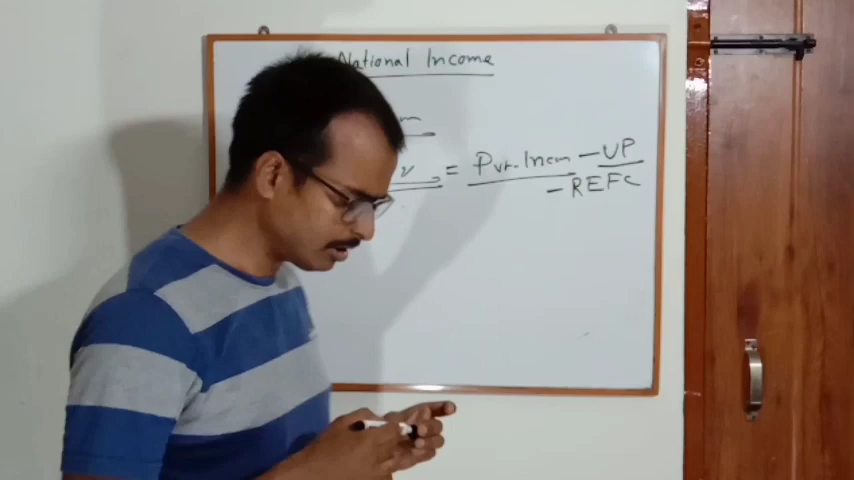 National Income
= Pvt. Incm - UP
- REFC